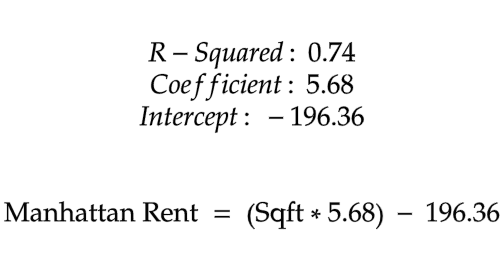 R – Squared : 0.74
Coefficient : 5.68
Intercept : – 196.36
Manhattan Rent = (Sqft * 5.68) – 196.36